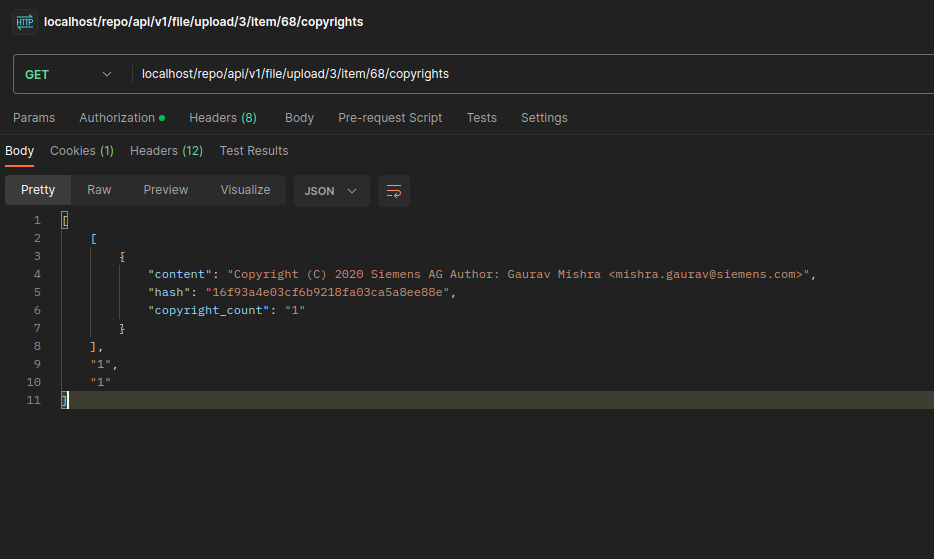 HTTP localhost/repo/api/v1/file/upload/3/item/68/copyrights
GET localhost/repo/api/v1/file/upload/3/item/68/copyrights
Params Authorization Headers (8) Body Pre-request Script Tests Settings
Body Cookies (1) Headers (12) Test Results
Pretty Raw Preview Visualize JSON
1 [
2 [
3 {
4 "content": "Copyright (C) 2020 Siemens AG Author: Gaurav Mishra <mishra.gaurav@siemens.com>",
5 "hash": "16f93a4e03cf6b9218fa03ca5a8ee88e",
6 "copyright_count": "1"
7 }
8 ],
9 "1",
10 "1"
11 ]